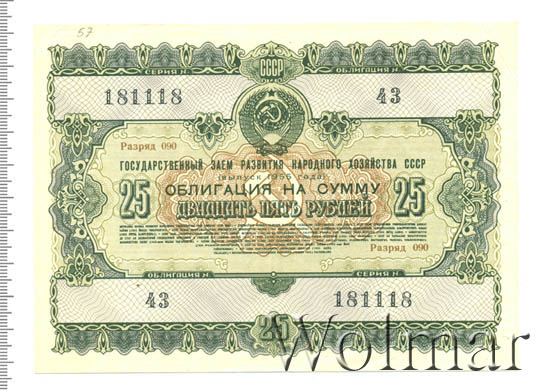 57
СССР
СЕРИЯ № ОБЛИГАЦИЯ №
181118 43
Разряд 090
ГОСУДАРСТВЕННЫЙ ЗАЕМ РАЗВИТИЯ НАРОДНОГО ХОЗЯЙСТВА СССР
(выпуск 1955 года)
ОБЛИГАЦИЯ НА СУММУ
25 ДВАДЦАТЬ ПЯТЬ РУБЛЕЙ 25
Разряд 090
ОБЛИГАЦИЯ № СЕРИЯ №
43 181118
25
Wolmar